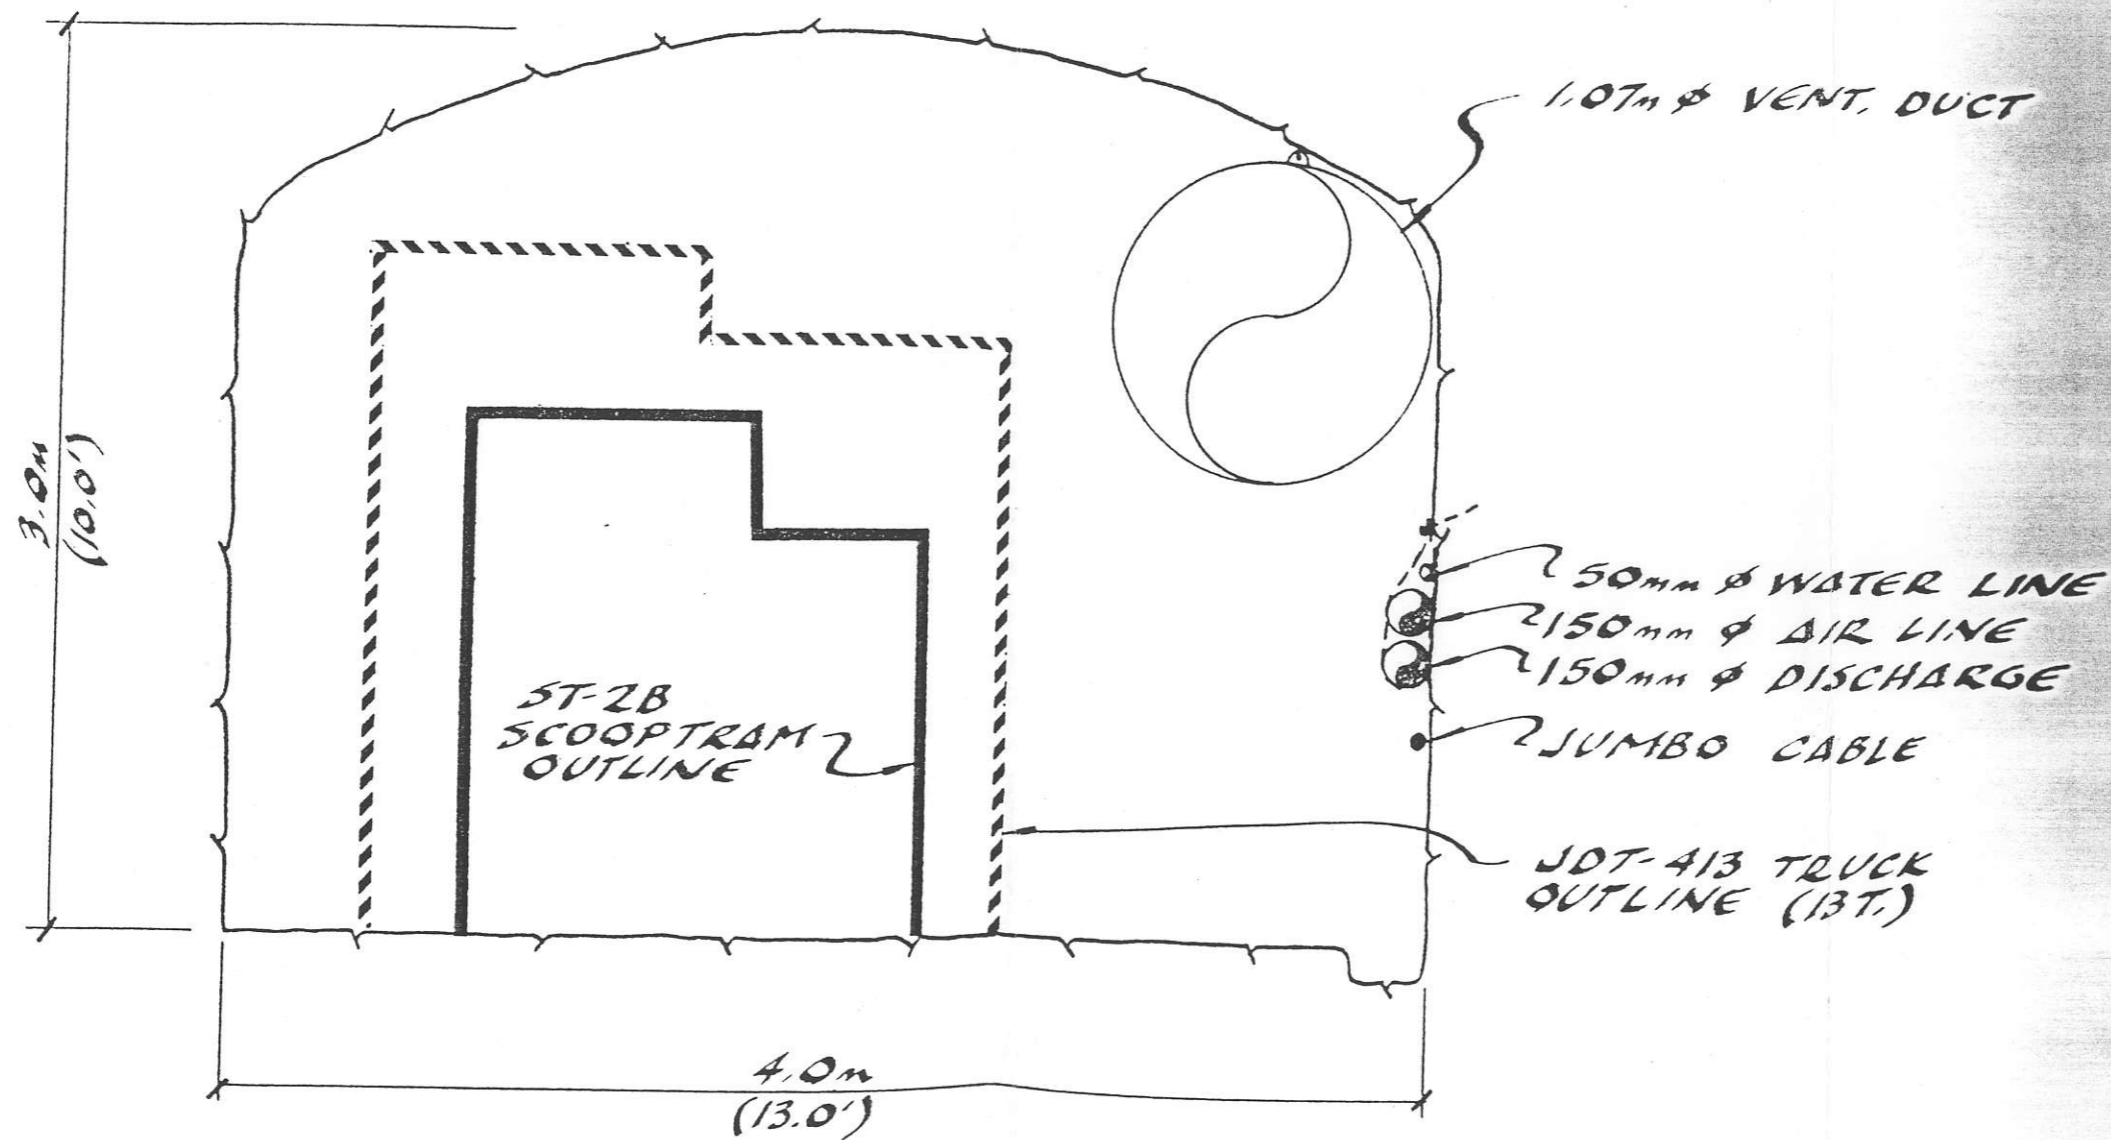 1.07m ⌀ VENT. DUCT
3.0m
(10.0')
50mm ⌀ WATER LINE
150mm ⌀ AIR LINE
150mm ⌀ DISCHARGE
ST-2B
SCOOPTRAM
OUTLINE
JUMBO CABLE
JDT-413 TRUCK
OUTLINE (13T.)
4.0m
(13.0')